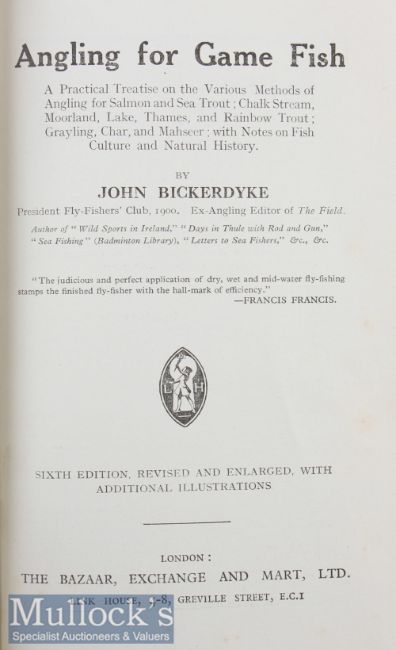 Angling for Game Fish
A Practical Treatise on the Various Methods of
Angling for Salmon and Sea Trout; Chalk Stream,
Moorland, Lake, Thames, and Rainbow Trout;
Grayling, Char, and Mahseer; with Notes on Fish
Culture and Natural History.
BY
JOHN BICKERDYKE
President Fly-Fishers' Club, 1900. Ex-Angling Editor of The Field.
Author of "Wild Sports in Ireland," "Days in Thule with Rod and Gun,"
"Sea Fishing" (Badminton Library), "Letters to Sea Fishers," &c., &c.
"The judicious and perfect application of dry, wet and mid-water fly-fishing
stamps the finished fly-fisher with the hall-mark of efficiency."
—FRANCIS FRANCIS.
L H
SIXTH EDITION, REVISED AND ENLARGED, WITH
ADDITIONAL ILLUSTRATIONS
LONDON:
THE BAZAAR, EXCHANGE AND MART, LTD.
HOUSE, -8, GREVILLE STREET, E.C.1
Mullock's
Specialist Auctioneers & Valuers